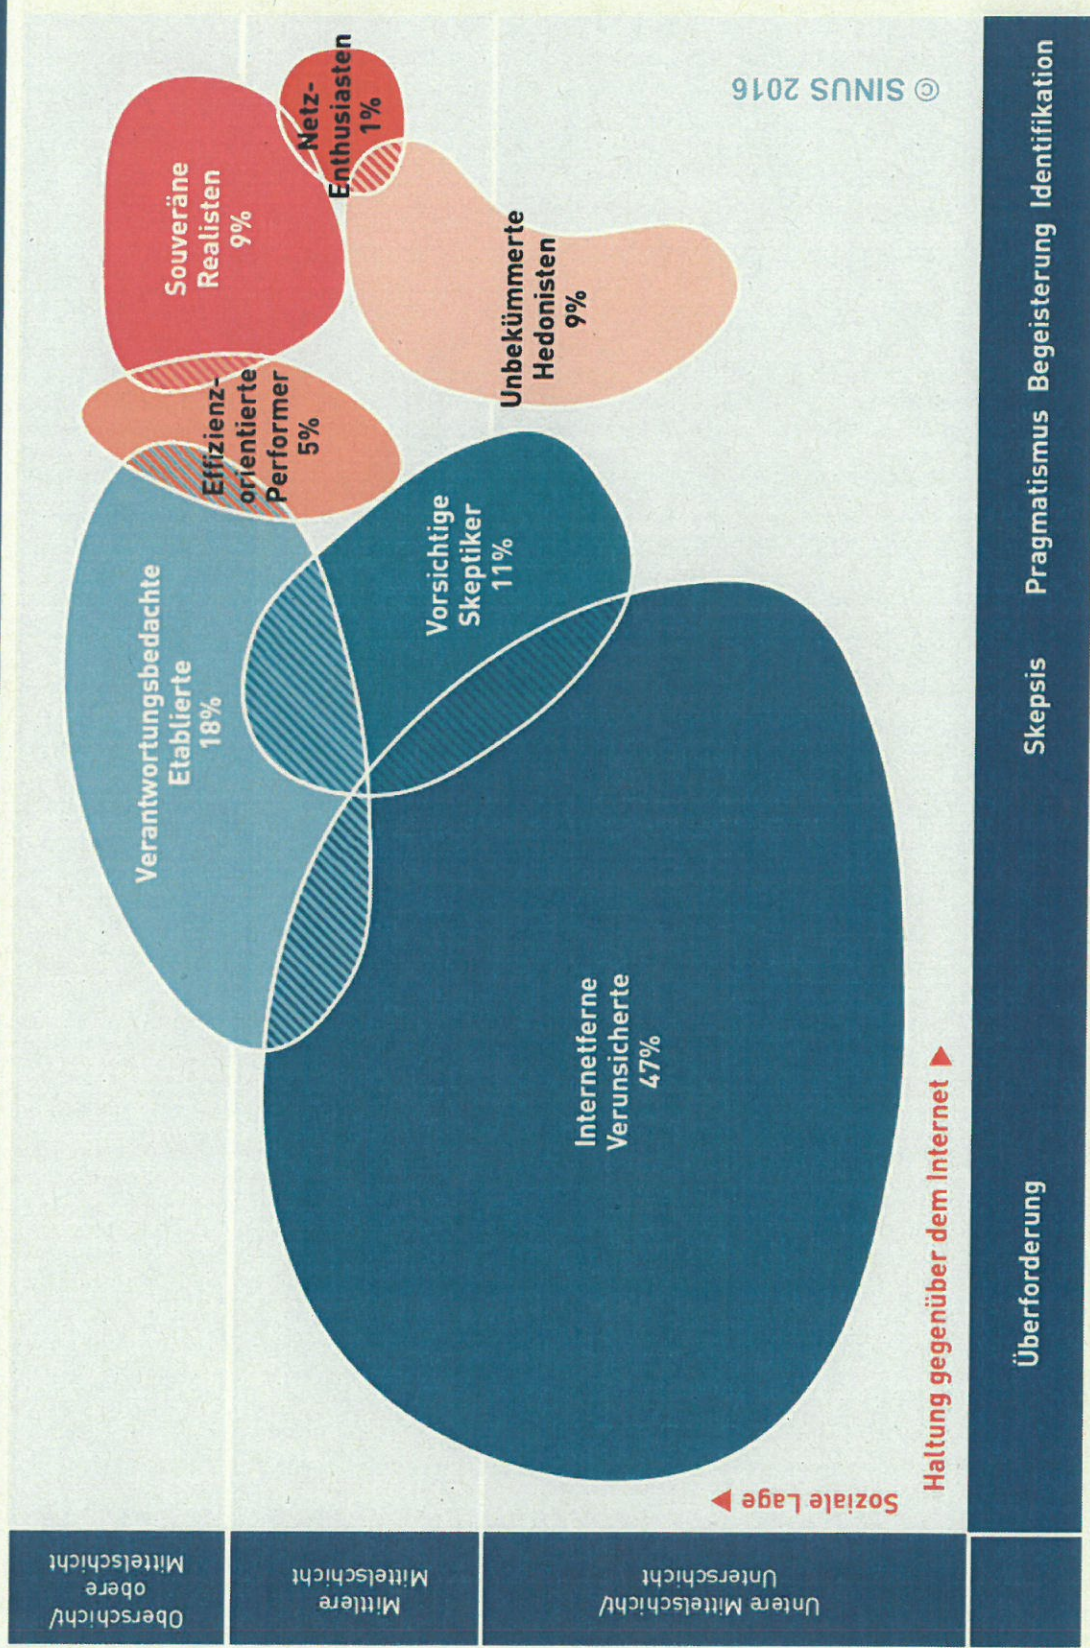 Oberschicht/
obere
Mittelschicht
Mittlere
Mittelschicht
Untere Mittelschicht/
Unterschicht
Soziale Lage ▶
Verantwortungsbedachte
Etablierte
18%
Effizienz-
orientierte
Performer
5%
Souveräne
Realisten
9%
Netz-
Enthusiasten
1%
Vorsichtige
Skeptiker
11%
Unbekümmerte
Hedonisten
9%
Internetferne
Verunsicherte
47%
© SINUS 2016
Haltung gegenüber dem Internet ▶
Überforderung
Skepsis
Pragmatismus
Begeisterung
Identifikation